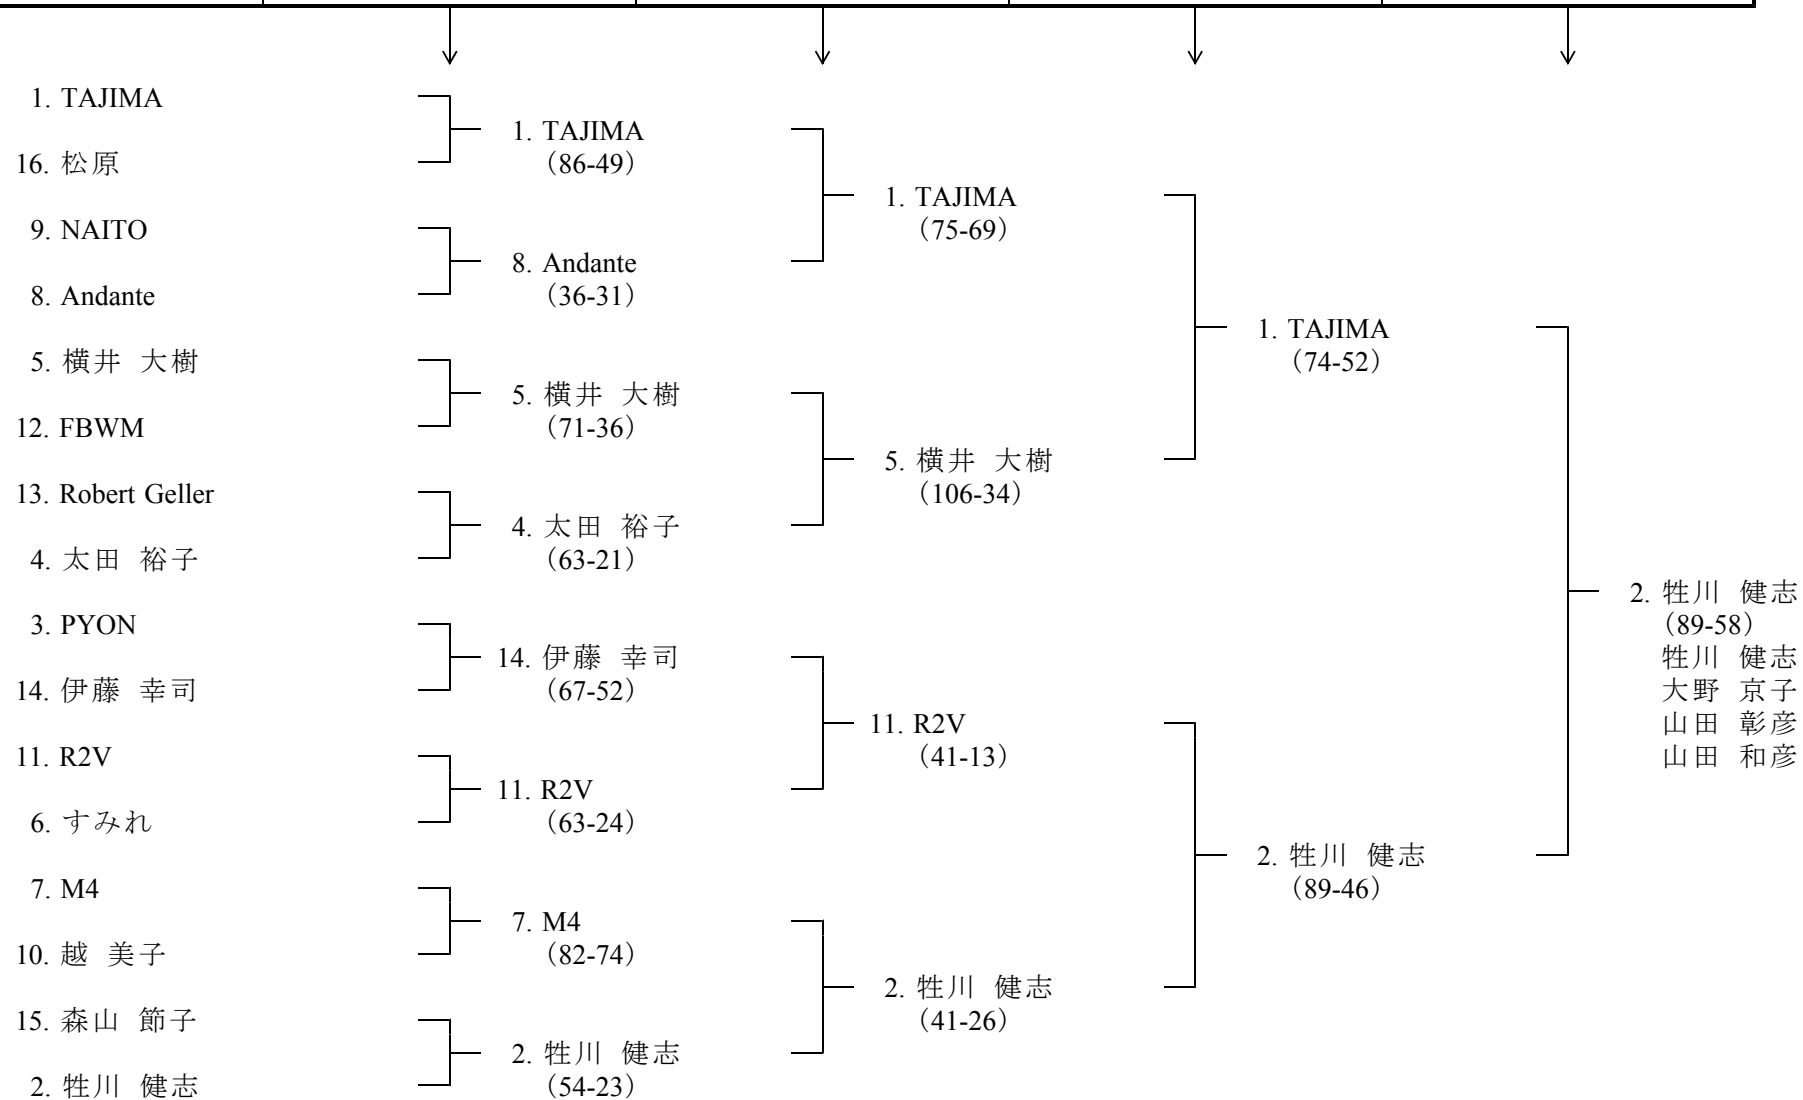 1. TAJIMA
16. 松原
9. NAITO
8. Andante
5. 横井 大樹
12. FBWM
13. Robert Geller
4. 太田 裕子
3. PYON
14. 伊藤 幸司
11. R2V
6. すみれ
7. M4
10. 越 美子
15. 森山 節子
2. 牲川 健志
1. TAJIMA
（86-49）
8. Andante
（36-31）
5. 横井 大樹
（71-36）
4. 太田 裕子
（63-21）
14. 伊藤 幸司
（67-52）
11. R2V
（63-24）
7. M4
（82-74）
2. 牲川 健志
（54-23）
1. TAJIMA
（75-69）
5. 横井 大樹
（106-34）
11. R2V
（41-13）
2. 牲川 健志
（41-26）
1. TAJIMA
（74-52）
2. 牲川 健志
（89-46）
2. 牲川 健志
（89-58）
牲川 健志
大野 京子
山田 彰彦
山田 和彦